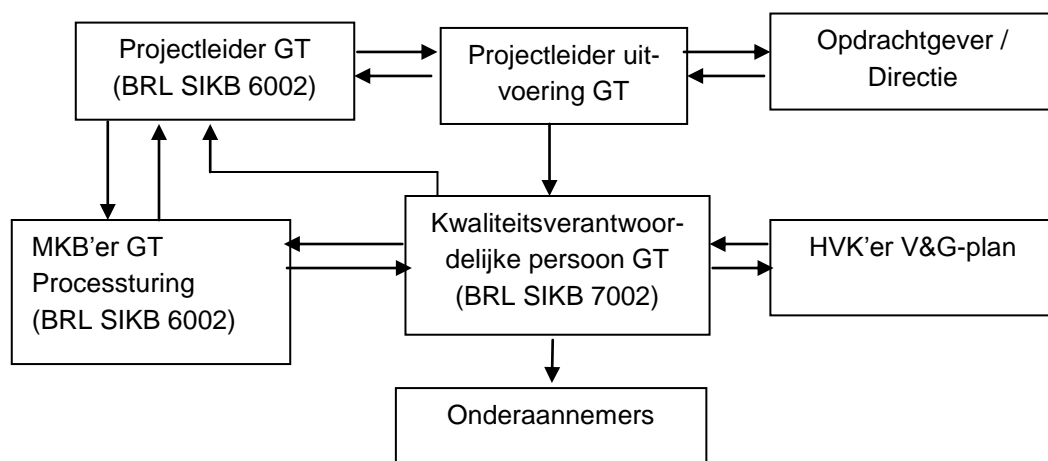 Projectleider GT
(BRL SIKB 6002)
Projectleider uit-
voering GT
Opdrachtgever /
Directie
MKB'er GT
Processturing
(BRL SIKB 6002)
Kwaliteitsverantwoor-
delijke persoon GT
(BRL SIKB 7002)
HVK'er V&G-plan
Onderaannemers